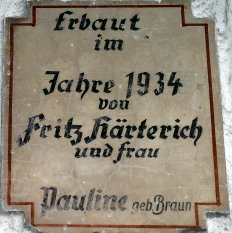 Erbaut
im
Jahre 1934
von
Fritz Härterich
und frau
Pauline geb. Braun